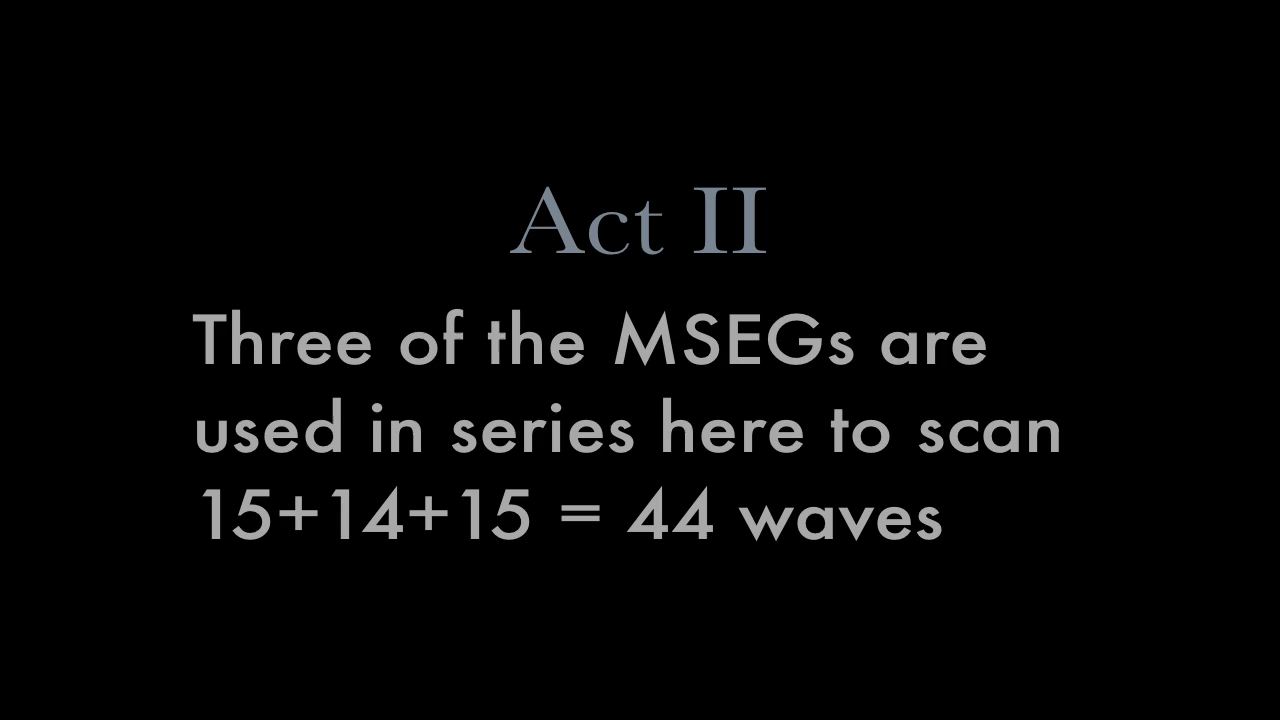 Act II
Three of the MSEGs are
used in series here to scan
15+14+15 = 44 waves